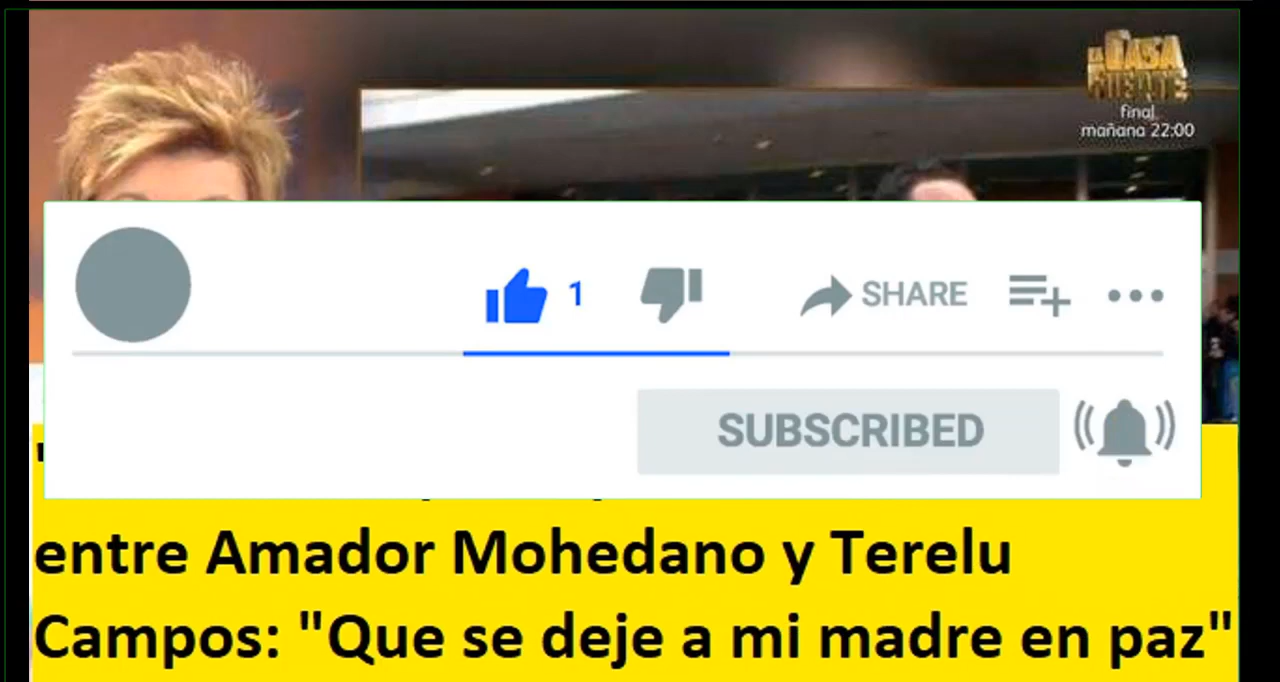 LA CASA
FUERTE
final
mañana 22:00
1
SHARE
SUBSCRIBED
entre Amador Mohedano y Terelu
Campos: "Que se deje a mi madre en paz"